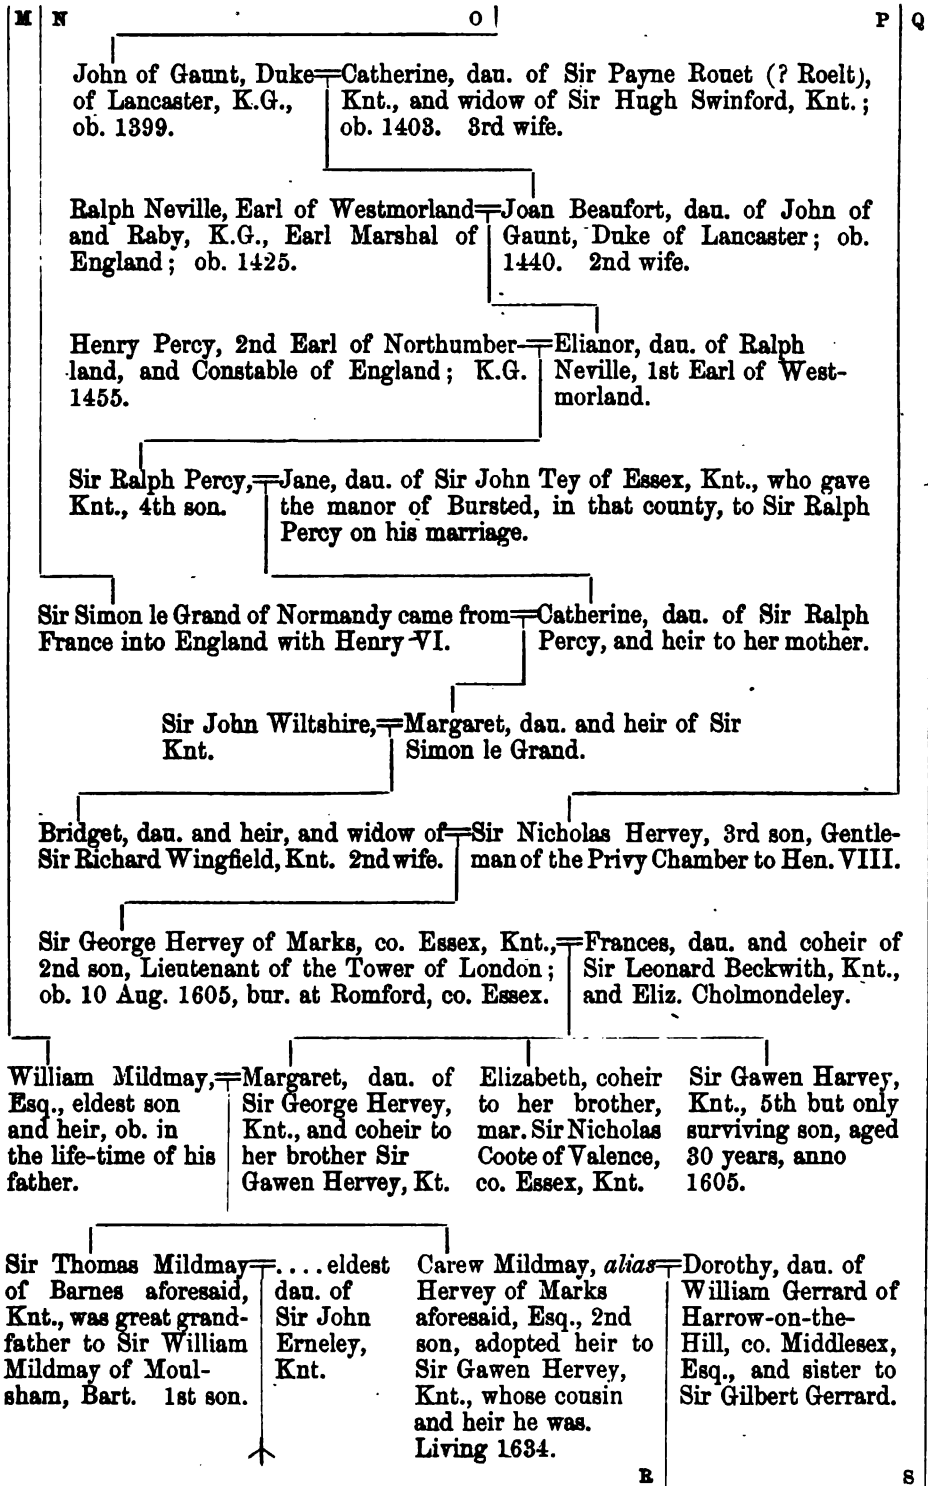 M N O P Q
John of Gaunt, Duke
of Lancaster, K.G.,
ob. 1399.
Catherine, dau. of Sir Payne Rouet (? Roelt),
Knt., and widow of Sir Hugh Swinford, Knt.;
ob. 1403. 3rd wife.
Ralph Neville, Earl of Westmorland
and Raby, K.G., Earl Marshal of
England; ob. 1425.
Joan Beaufort, dau. of John of
Gaunt, Duke of Lancaster; ob.
1440. 2nd wife.
Henry Percy, 2nd Earl of Northumber-
land, and Constable of England; K.G.
1455.
Elianor, dau. of Ralph
Neville, 1st Earl of West-
morland.
Sir Ralph Percy,
Knt., 4th son.
Jane, dau. of Sir John Tey of Essex, Knt., who gave
the manor of Bursted, in that county, to Sir Ralph
Percy on his marriage.
Sir Simon le Grand of Normandy came from
France into England with Henry VI.
Catherine, dau. of Sir Ralph
Percy, and heir to her mother.
Sir John Wiltshire,
Knt.
Margaret, dau. and heir of Sir
Simon le Grand.
Bridget, dau. and heir, and widow of
Sir Richard Wingfield, Knt. 2nd wife.
Sir Nicholas Hervey, 3rd son, Gentle-
man of the Privy Chamber to Hen. VIII.
Sir George Hervey of Marks, co. Essex, Knt.,
2nd son, Lieutenant of the Tower of London;
ob. 10 Aug. 1605, bur. at Romford, co. Essex.
Frances, dau. and coheir of
Sir Leonard Beckwith, Knt.,
and Eliz. Cholmondeley.
William Mildmay,
Esq., eldest son
and heir, ob. in
the life-time of his
father.
Margaret, dau. of
Sir George Hervey,
Knt., and coheir to
her brother Sir
Gawen Hervey, Kt.
Elizabeth, coheir
to her brother,
mar. Sir Nicholas
Coote of Valence,
co. Essex, Knt.
Sir Gawen Harvey,
Knt., 5th but only
surviving son, aged
30 years, anno
1605.
Sir Thomas Mildmay
of Barnes aforesaid,
Knt., was great grand-
father to Sir William
Mildmay of Moul-
sham, Bart. 1st son.
....eldest
dau. of
Sir John
Erneley,
Knt.
Carew Mildmay, alias
Hervey of Marks
aforesaid, Esq., 2nd
son, adopted heir to
Sir Gawen Hervey,
Knt., whose cousin
and heir he was.
Living 1634.
Dorothy, dau. of
William Gerrard of
Harrow-on-the-
Hill, co. Middlesex,
Esq., and sister to
Sir Gilbert Gerrard.
R S